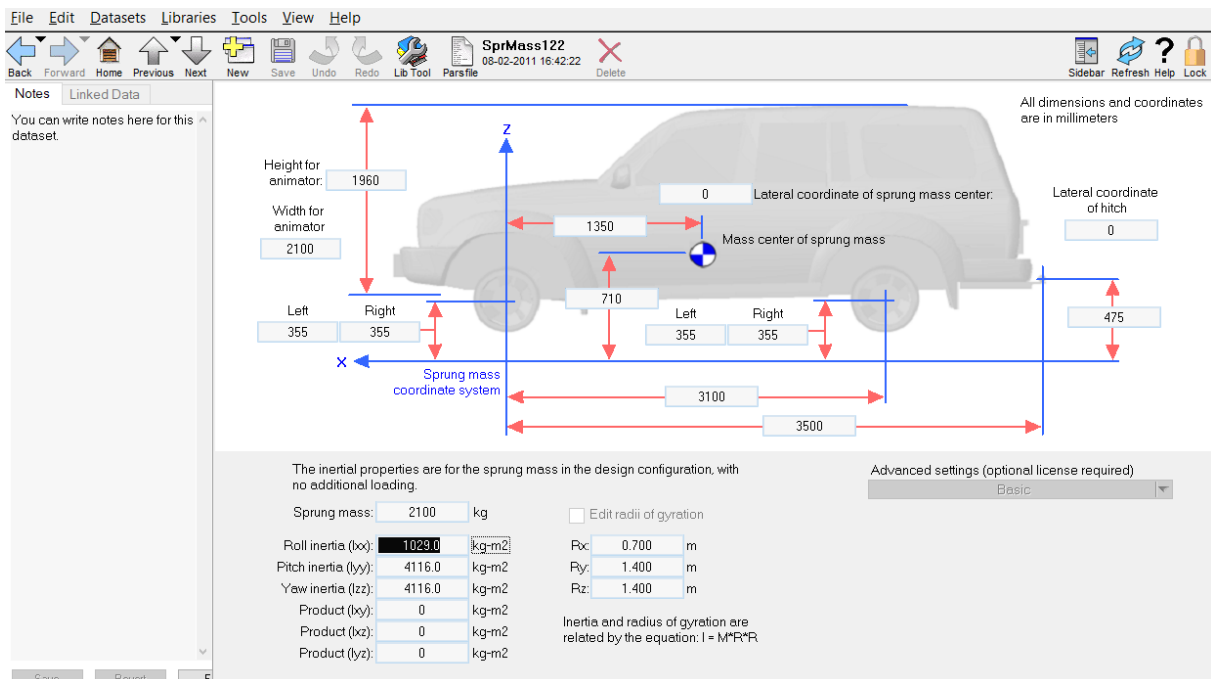 File Edit Datasets Libraries Tools View Help
Back Forward Home Previous Next New Save Undo Redo Lib Tool Parsfile
SprMass122
08-02-2011 16:42:22
Delete
Sidebar Refresh Help Lock
Notes Linked Data
You can write notes here for this
dataset.
All dimensions and coordinates
are in millimeters
Z
Height for
animator: 1960
Width for
animator
2100
0 Lateral coordinate of sprung mass center:
Lateral coordinate
of hitch
0
1350
Mass center of sprung mass
710
Left Right
355 355
Left Right
355 355
475
X
Sprung mass
coordinate system
3100
3500
The inertial properties are for the sprung mass in the design configuration, with
no additional loading.
Advanced settings (optional license required)
Basic
Sprung mass: 2100 kg
Edit radii of gyration
Roll inertia (Ixx): 1029.0 kg-m2 Rx: 0.700 m
Pitch inertia (Iyy): 4116.0 kg-m2 Ry: 1.400 m
Yaw inertia (Izz): 4116.0 kg-m2 Rz: 1.400 m
Product (Ixy): 0 kg-m2
Product (Ixz): 0 kg-m2
Product (Iyz): 0 kg-m2
Inertia and radius of gyration are
related by the equation: I = M*R*R